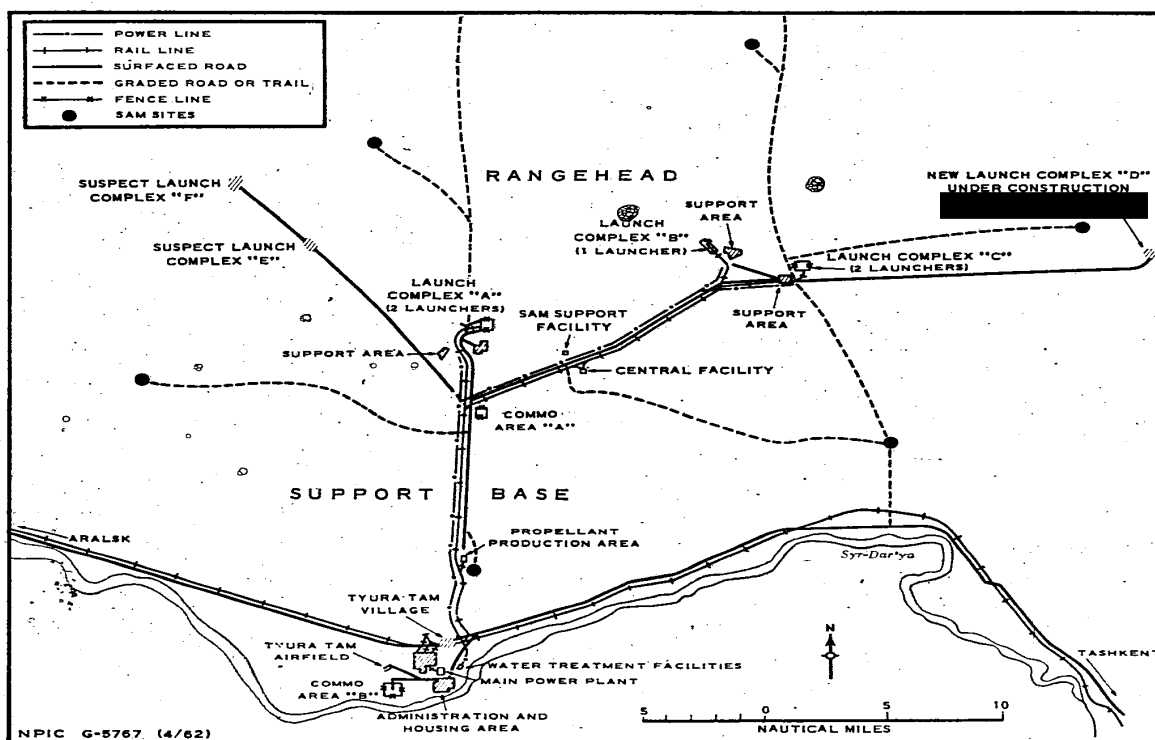 POWER LINE
RAIL LINE
SURFACED ROAD
GRADED ROAD OR TRAIL
FENCE LINE
SAM SITES
RANGEHEAD
SUSPECT LAUNCH
COMPLEX "F"
SUSPECT LAUNCH
COMPLEX "E"
NEW LAUNCH COMPLEX "D"
UNDER CONSTRUCTION
SUPPORT
AREA
LAUNCH
COMPLEX "B"
(1 LAUNCHER)
LAUNCH COMPLEX "C"
(2 LAUNCHERS)
SUPPORT
AREA
LAUNCH
COMPLEX "A"
(2 LAUNCHERS)
SAM SUPPORT
FACILITY
SUPPORT AREA
CENTRAL FACILITY
COMMO
AREA "A"
SUPPORT BASE
ARALSK
PROPELLANT
PRODUCTION AREA
Syr-Dar'ya
TYURA-TAM
VILLAGE
TYURA TAM
AIRFIELD
WATER TREATMENT FACILITIES
MAIN POWER PLANT
COMMO
AREA "B"
ADMINISTRATION AND
HOUSING AREA
N
TASHKENT
5 0 5 10
NAUTICAL MILES
NPIC G-5767 (4/62)